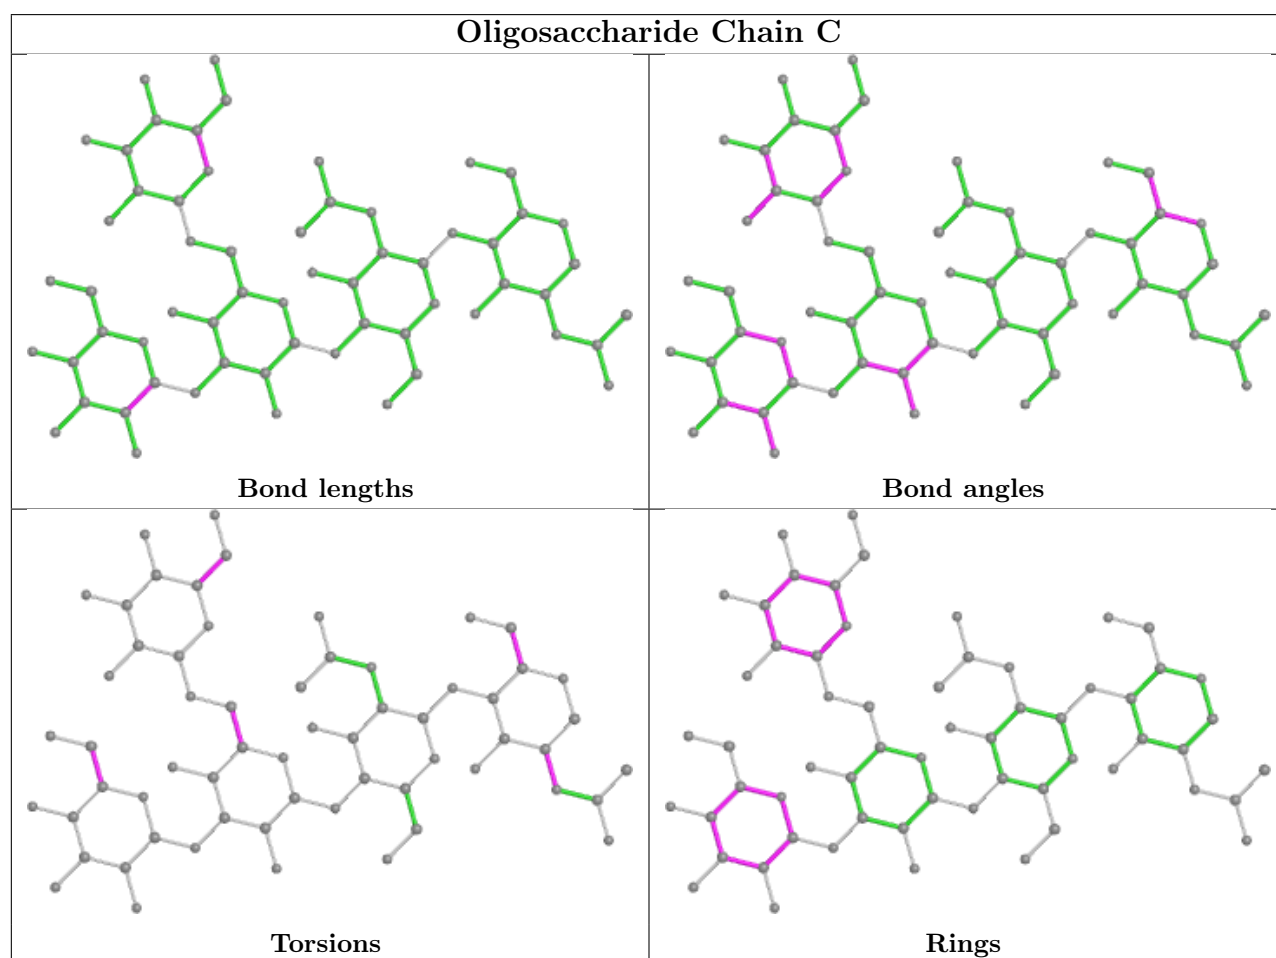 Oligosaccharide Chain C
Bond lengths
Bond angles
Torsions
Rings